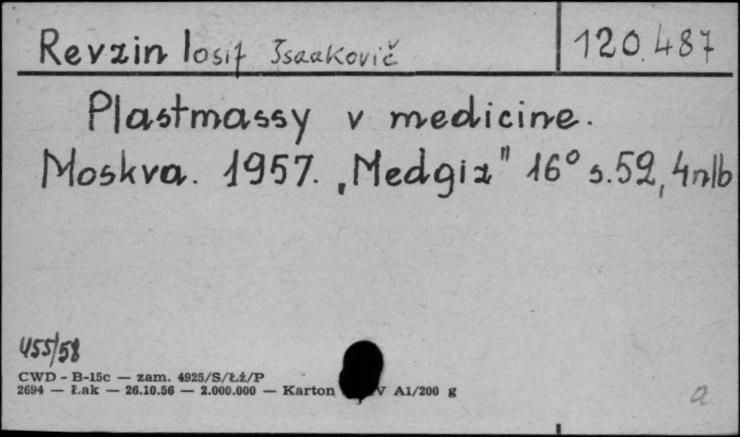 Revzin Iosif Isaakovič 120.487
Plastmassy v medicine.
Moskva. 1957. „Medgiz" 16° s.52, 4nlb
455/58
CWD - B-15c — zam. 4925/S/Łź/P
2694 — Łak — 26.10.56 — 2.000.000 — Karton V A1/200 g
a